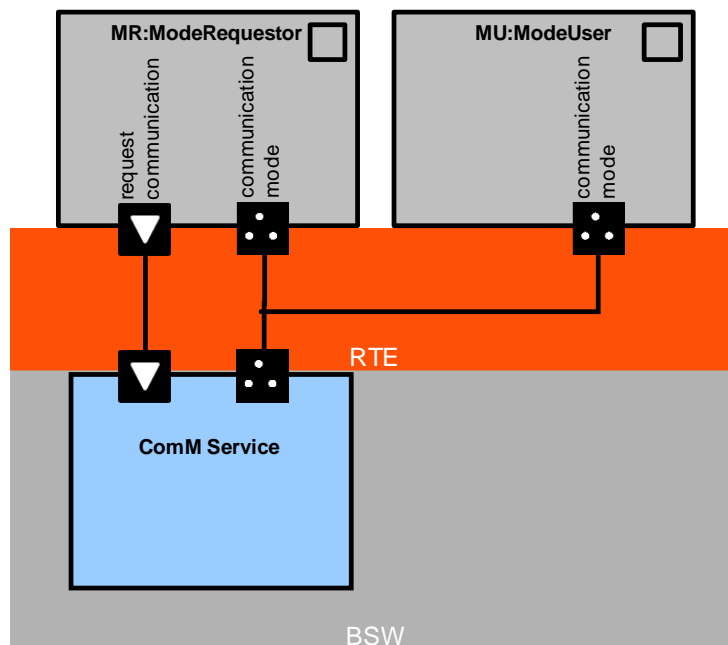 MR:ModeRequestor
MU:ModeUser
request
communication
communication
mode
communication
mode
RTE
ComM Service
BSW